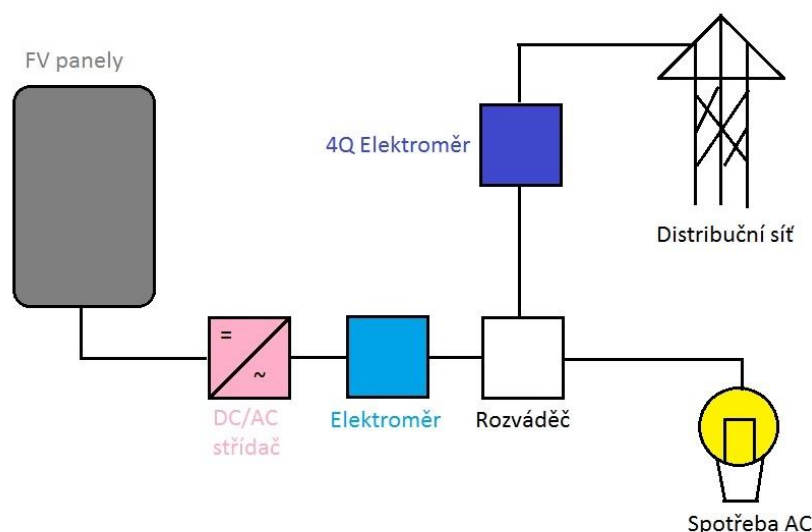 FV panely
4Q Elektroměr
Distribuční síť
=
~
DC/AC
střídač
Elektroměr
Rozváděč
Spotřeba AC